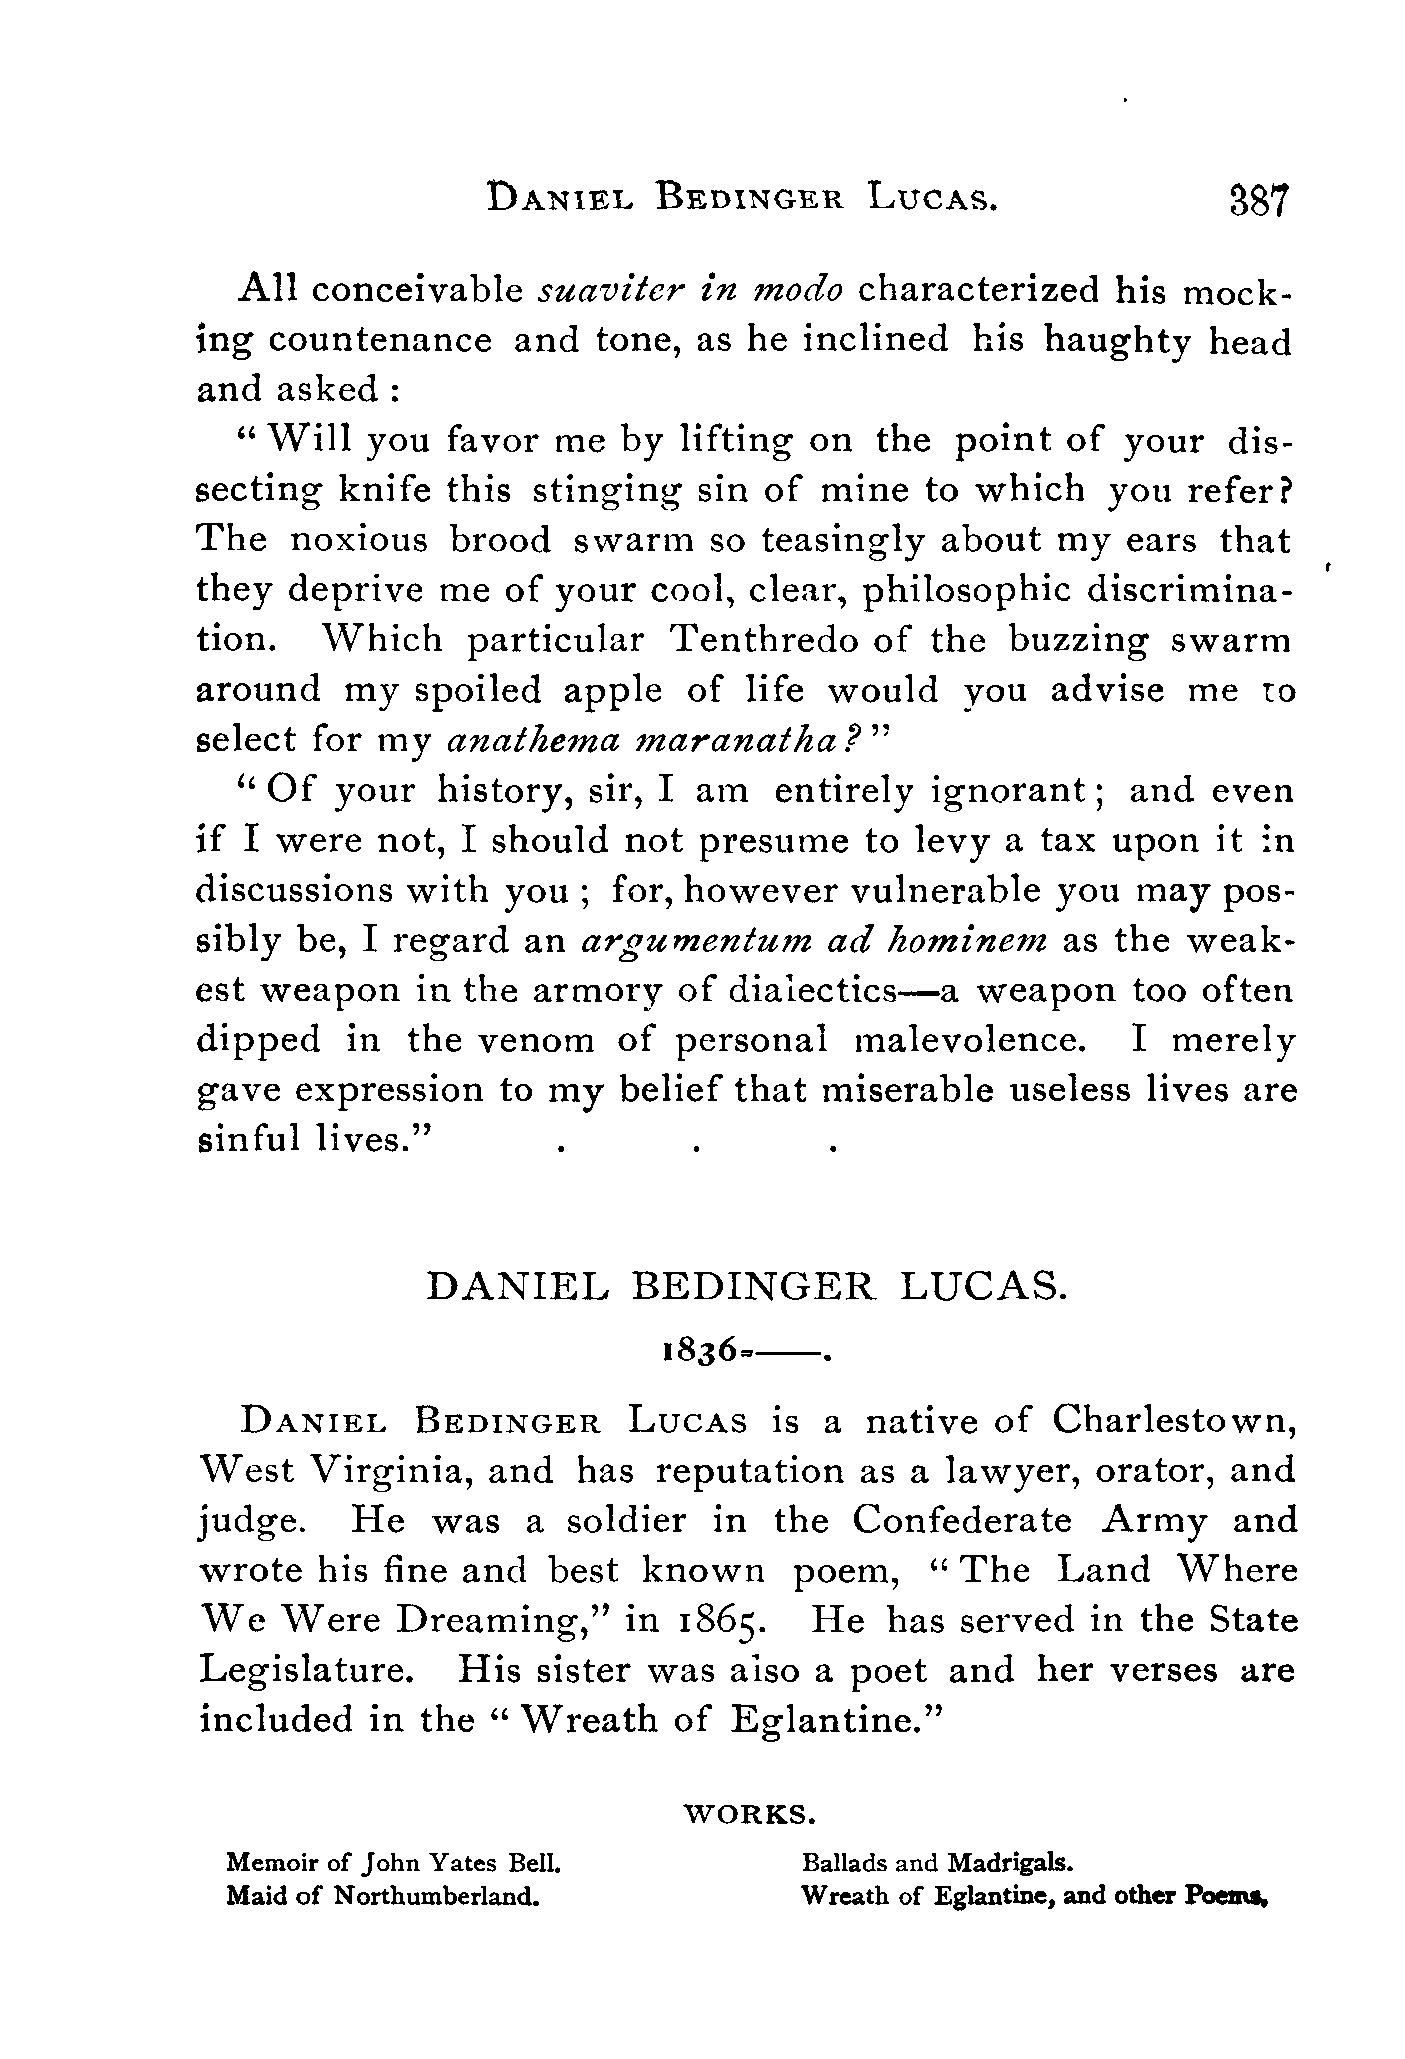 DANIEL BEDINGER LUCAS. 387
All conceivable suaviter in modo characterized his mock-
ing countenance and tone, as he inclined his haughty head
and asked :
“ Will you favor me by lifting on the point of your dis-
secting knife this stinging sin of mine to which you refer?
The noxious brood swarm so teasingly about my ears that
they deprive me of your cool, clear, philosophic discrimina-
tion. Which particular Tenthredo of the buzzing swarm
around my spoiled apple of life would you advise me to
select for my anathema maranatha ? ”
“ Of your history, sir, I am entirely ignorant ; and even
if I were not, I should not presume to levy a tax upon it in
discussions with you ; for, however vulnerable you may pos-
sibly be, I regard an argumentum ad hominem as the weak-
est weapon in the armory of dialectics—a weapon too often
dipped in the venom of personal malevolence. I merely
gave expression to my belief that miserable useless lives are
sinful lives.” . . .
DANIEL BEDINGER LUCAS.
1836=——.
DANIEL BEDINGER LUCAS is a native of Charlestown,
West Virginia, and has reputation as a lawyer, orator, and
judge. He was a soldier in the Confederate Army and
wrote his fine and best known poem, “ The Land Where
We Were Dreaming,” in 1865. He has served in the State
Legislature. His sister was also a poet and her verses are
included in the “ Wreath of Eglantine.”
WORKS.
Memoir of John Yates Bell. Ballads and Madrigals.
Maid of Northumberland. Wreath of Eglantine, and other Poems,